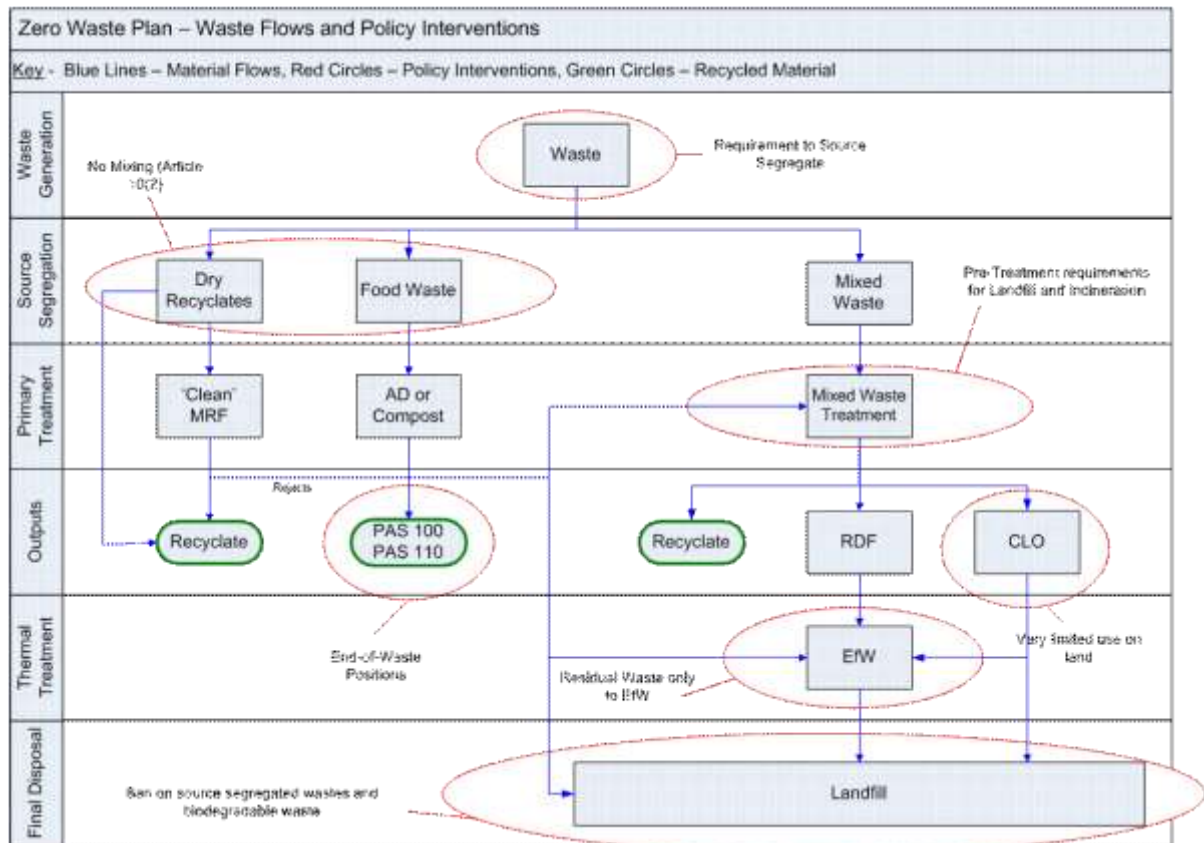 Zero Waste Plan – Waste Flows and Policy Interventions
Key - Blue Lines – Material Flows, Red Circles – Policy Interventions, Green Circles – Recycled Material
Waste
Generation
Waste
Requirement to Source
Segregate
No Mixing (Article
10(2)
Source
Segregation
Dry
Recyclates
Food Waste
Mixed
Waste
Pre-Treatment requirements
for Landfill and Incineration
Primary
Treatment
"Clean"
MRF
AD or
Compost
Mixed Waste
Treatment
Rejects
Outputs
Recyclate
PAS 100
PAS 110
Recyclate
RDF
CLO
Thermal
Treatment
End-of-Waste
Positions
Residual Waste only
to EfW
EfW
Very limited use on
land
Final Disposal
Ban on source segregated wastes and
biodegradable waste
Landfill